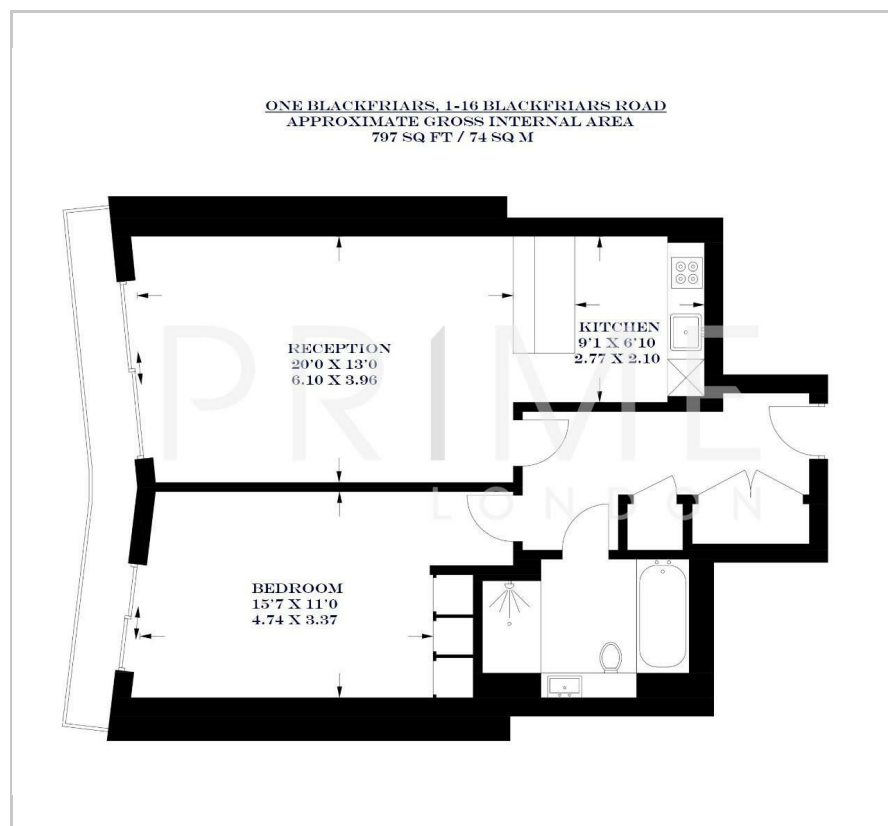 ONE BLACKFRIARS, 1-16 BLACKFRIARS ROAD
APPROXIMATE GROSS INTERNAL AREA
797 SQ FT / 74 SQ M
KITCHEN
9'1 X 6'10
2.77 X 2.10
RECEPTION
20'0 X 13'0
6.10 X 3.96
PRIME
LONDON
BEDROOM
15'7 X 11'0
4.74 X 3.37